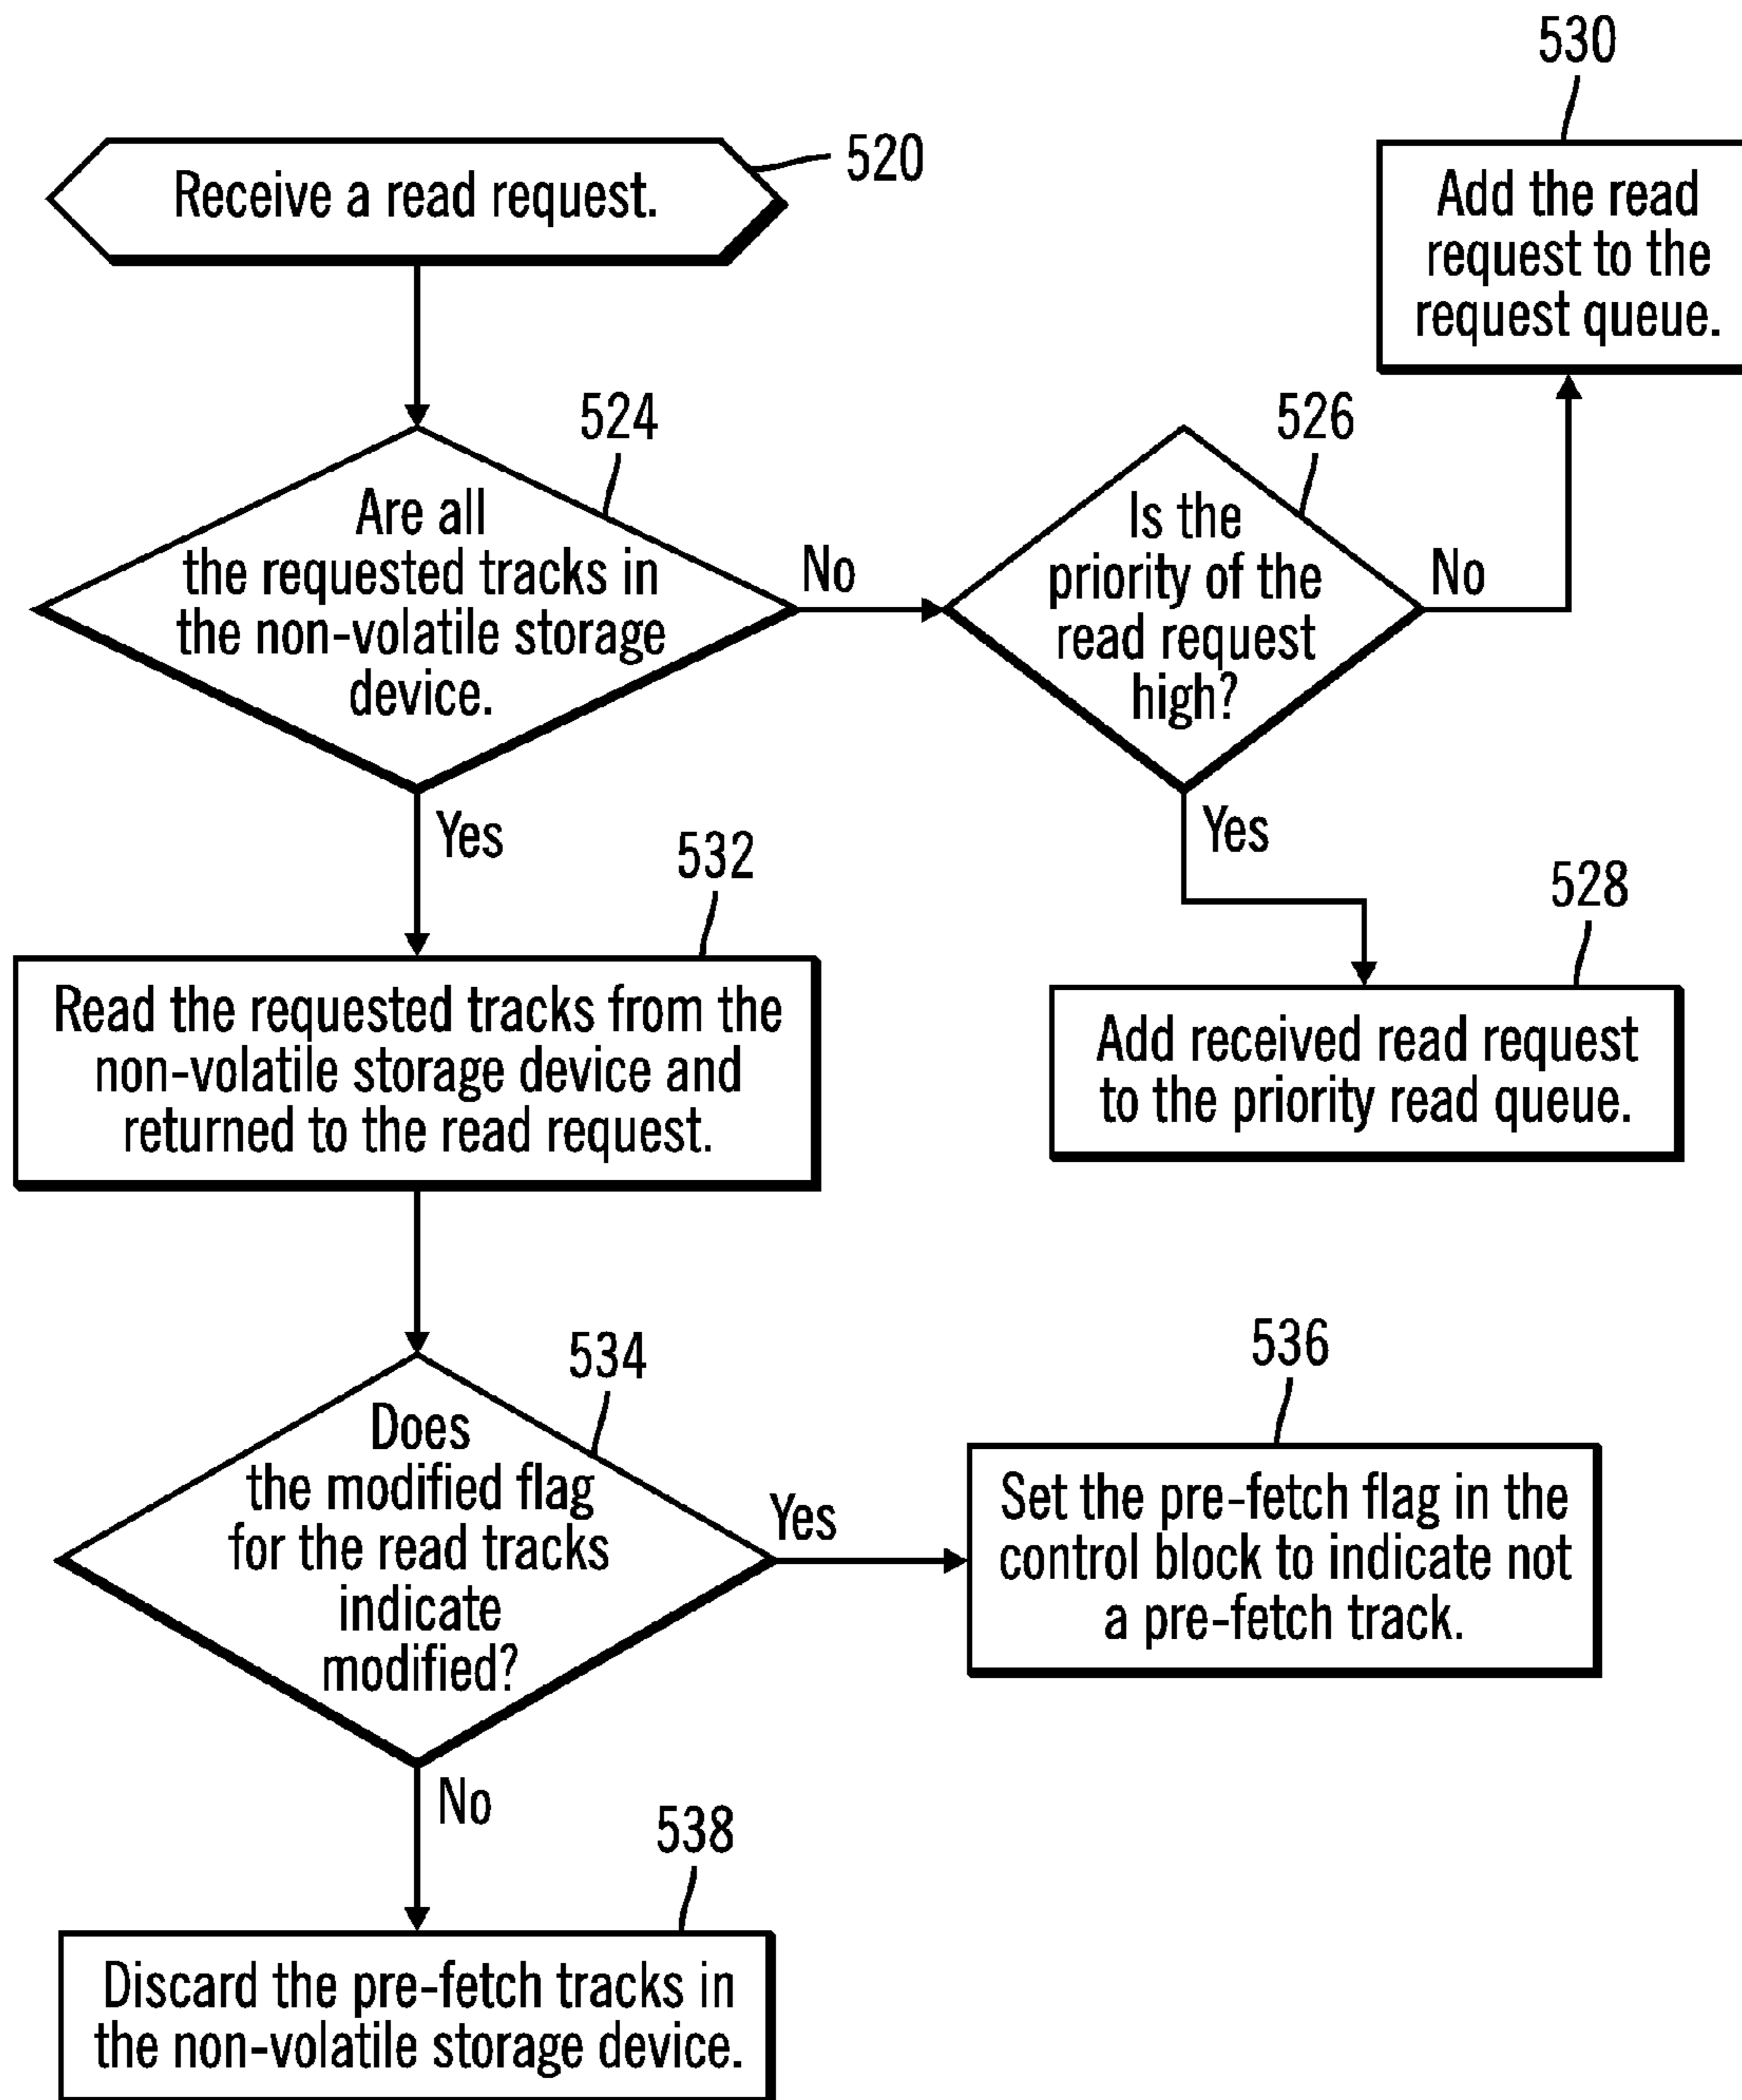 530
520
Receive a read request.
Add the read
request to the
request queue.
524
526
Are all
the requested tracks in
the non-volatile storage
device.
No
Is the
priority of the
read request
high?
No
Yes
Yes
532
528
Read the requested tracks from the
non-volatile storage device and
returned to the read request.
Add received read request
to the priority read queue.
534
536
Does
the modified flag
for the read tracks
indicate
modified?
Yes
Set the pre-fetch flag in the
control block to indicate not
a pre-fetch track.
No
538
Discard the pre-fetch tracks in
the non-volatile storage device.